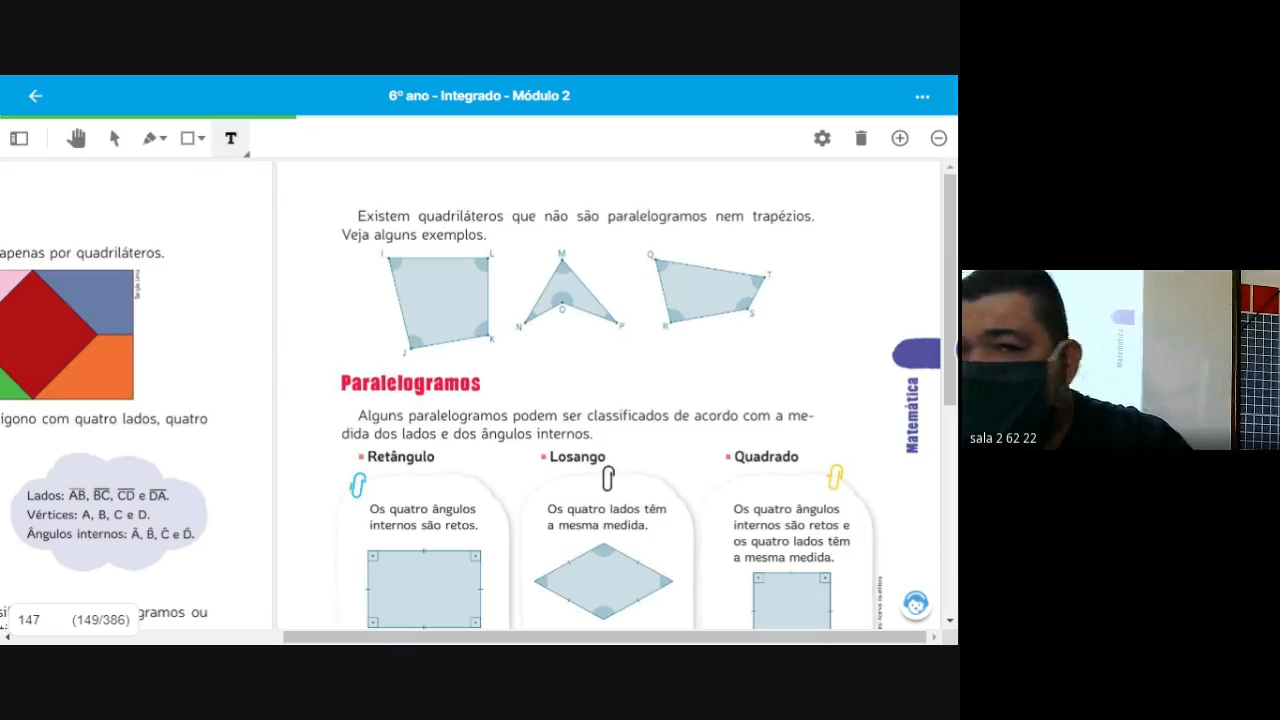 6º ano - Integrado - Módulo 2
T
apenas por quadriláteros.
ígono com quatro lados, quatro
Lados: AB, BC, CD e DA.
Vértices: A, B, C e D.
Ângulos internos: Â, B̂, Ĉ e D̂.
gramos ou
147 (149/386)
Existem quadriláteros que não são paralelogramos nem trapézios.
Veja alguns exemplos.
I L
J K
M
N O P
Q T
R S
Paralelogramos
Alguns paralelogramos podem ser classificados de acordo com a me-
dida dos lados e dos ângulos internos.
Retângulo
Os quatro ângulos
internos são retos.
Losango
Os quatro lados têm
a mesma medida.
Quadrado
Os quatro ângulos
internos são retos e
os quatro lados têm
a mesma medida.
Matemática
Matemática
sala 2 62 22